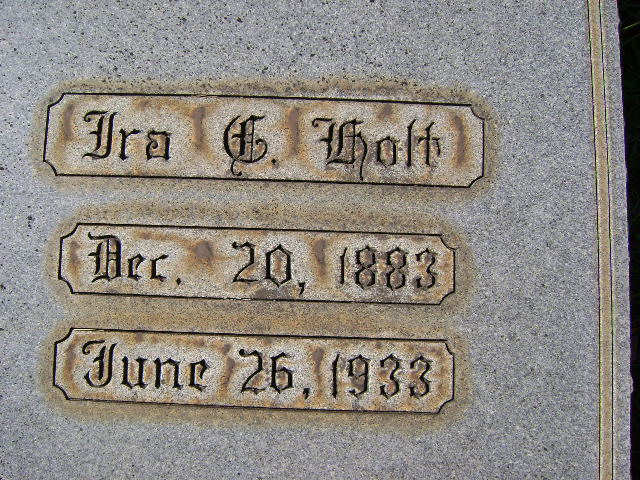 Ira C. Holt
Dec. 20, 1883
June 26, 1933